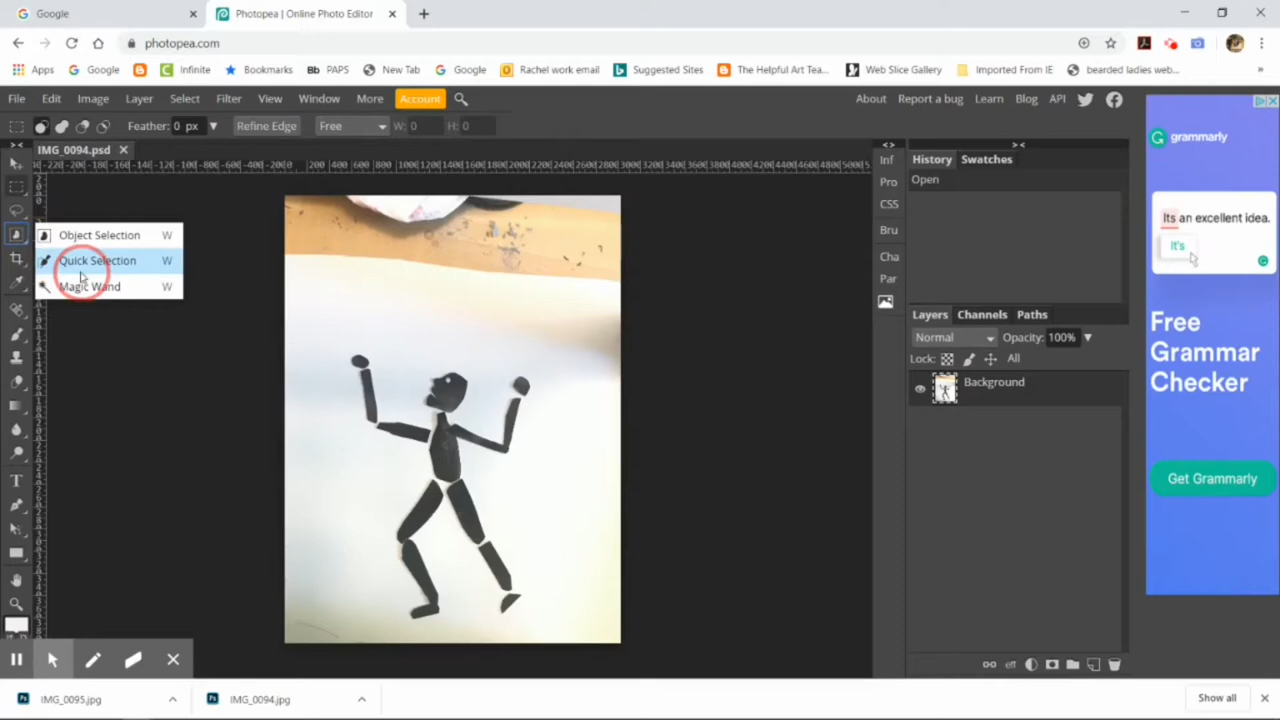 Google
Photopea | Online Photo Editor
photopea.com
Apps
Google
Infinite
Bookmarks
Bb PAPS
New Tab
Google
Rachel work email
Suggested Sites
The Helpful Art Tea...
Web Slice Gallery
Imported From IE
bearded ladies web...
File Edit Image Layer Select Filter View Window More Account
About Report a bug Learn Blog API
Feather: 0 px Refine Edge Free W: 0 H: 0
IMG_0094.psd
Object Selection W
Quick Selection W
Magic Wand W
Inf
Pro
CSS
Bru
Cha
Par
History Swatches
Open
Layers Channels Paths
Normal Opacity: 100%
Lock: All
Background
grammarly
Its an excellent idea.
It's
Free
Grammar
Checker
Get Grammarly
eff
IMG_0095.jpg
IMG_0094.jpg
Show all